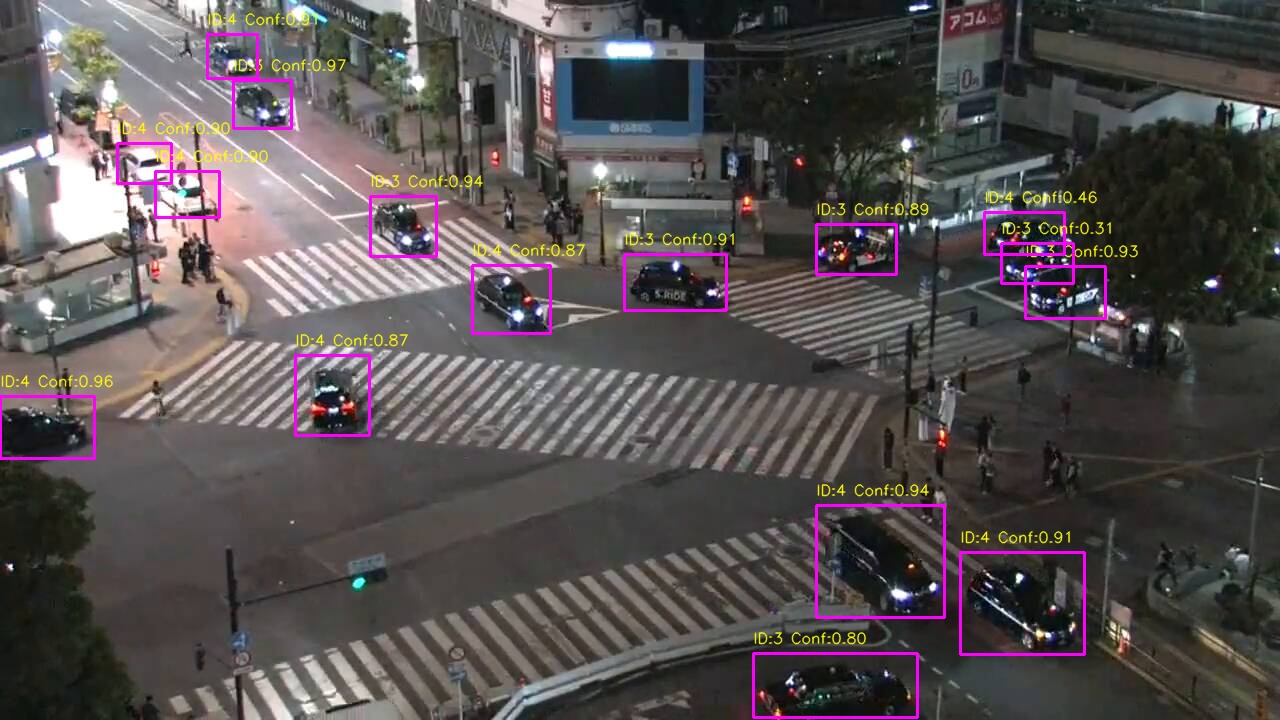 ID:4 Conf:0.91
AMERICAN EAGLE
ID:3 Conf:0.97
アコム
ID:4 Conf:0.90
ID:4 Conf:0.90
ID:3 Conf:0.94
ID:3 Conf:0.89
ID:4 Conf:0.46
ID:3 Conf:0.31
ID:3 Conf:0.93
ID:4 Conf:0.87
ID:3 Conf:0.91
S.RIDE
ID:4 Conf:0.87
ID:4 Conf:0.96
ID:4 Conf:0.94
ID:4 Conf:0.91
ID:3 Conf:0.80